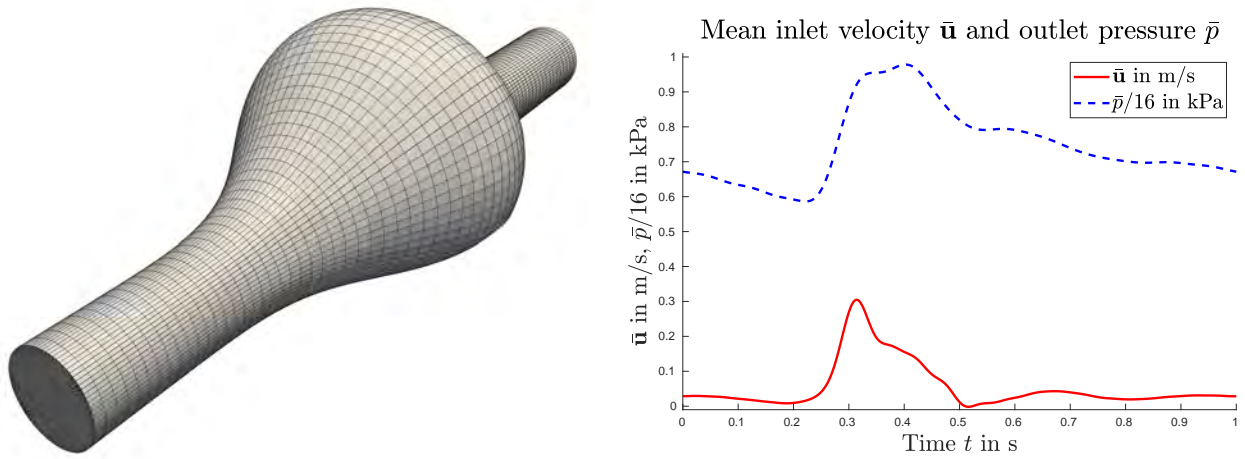 Mean inlet velocity ū and outlet pressure p̄
ū in m/s
p̄/16 in kPa
ū in m/s, p̄/16 in kPa
1
0.9
0.8
0.7
0.6
0.5
0.4
0.3
0.2
0.1
0
0 0.1 0.2 0.3 0.4 0.5 0.6 0.7 0.8 0.9 1
Time t in s